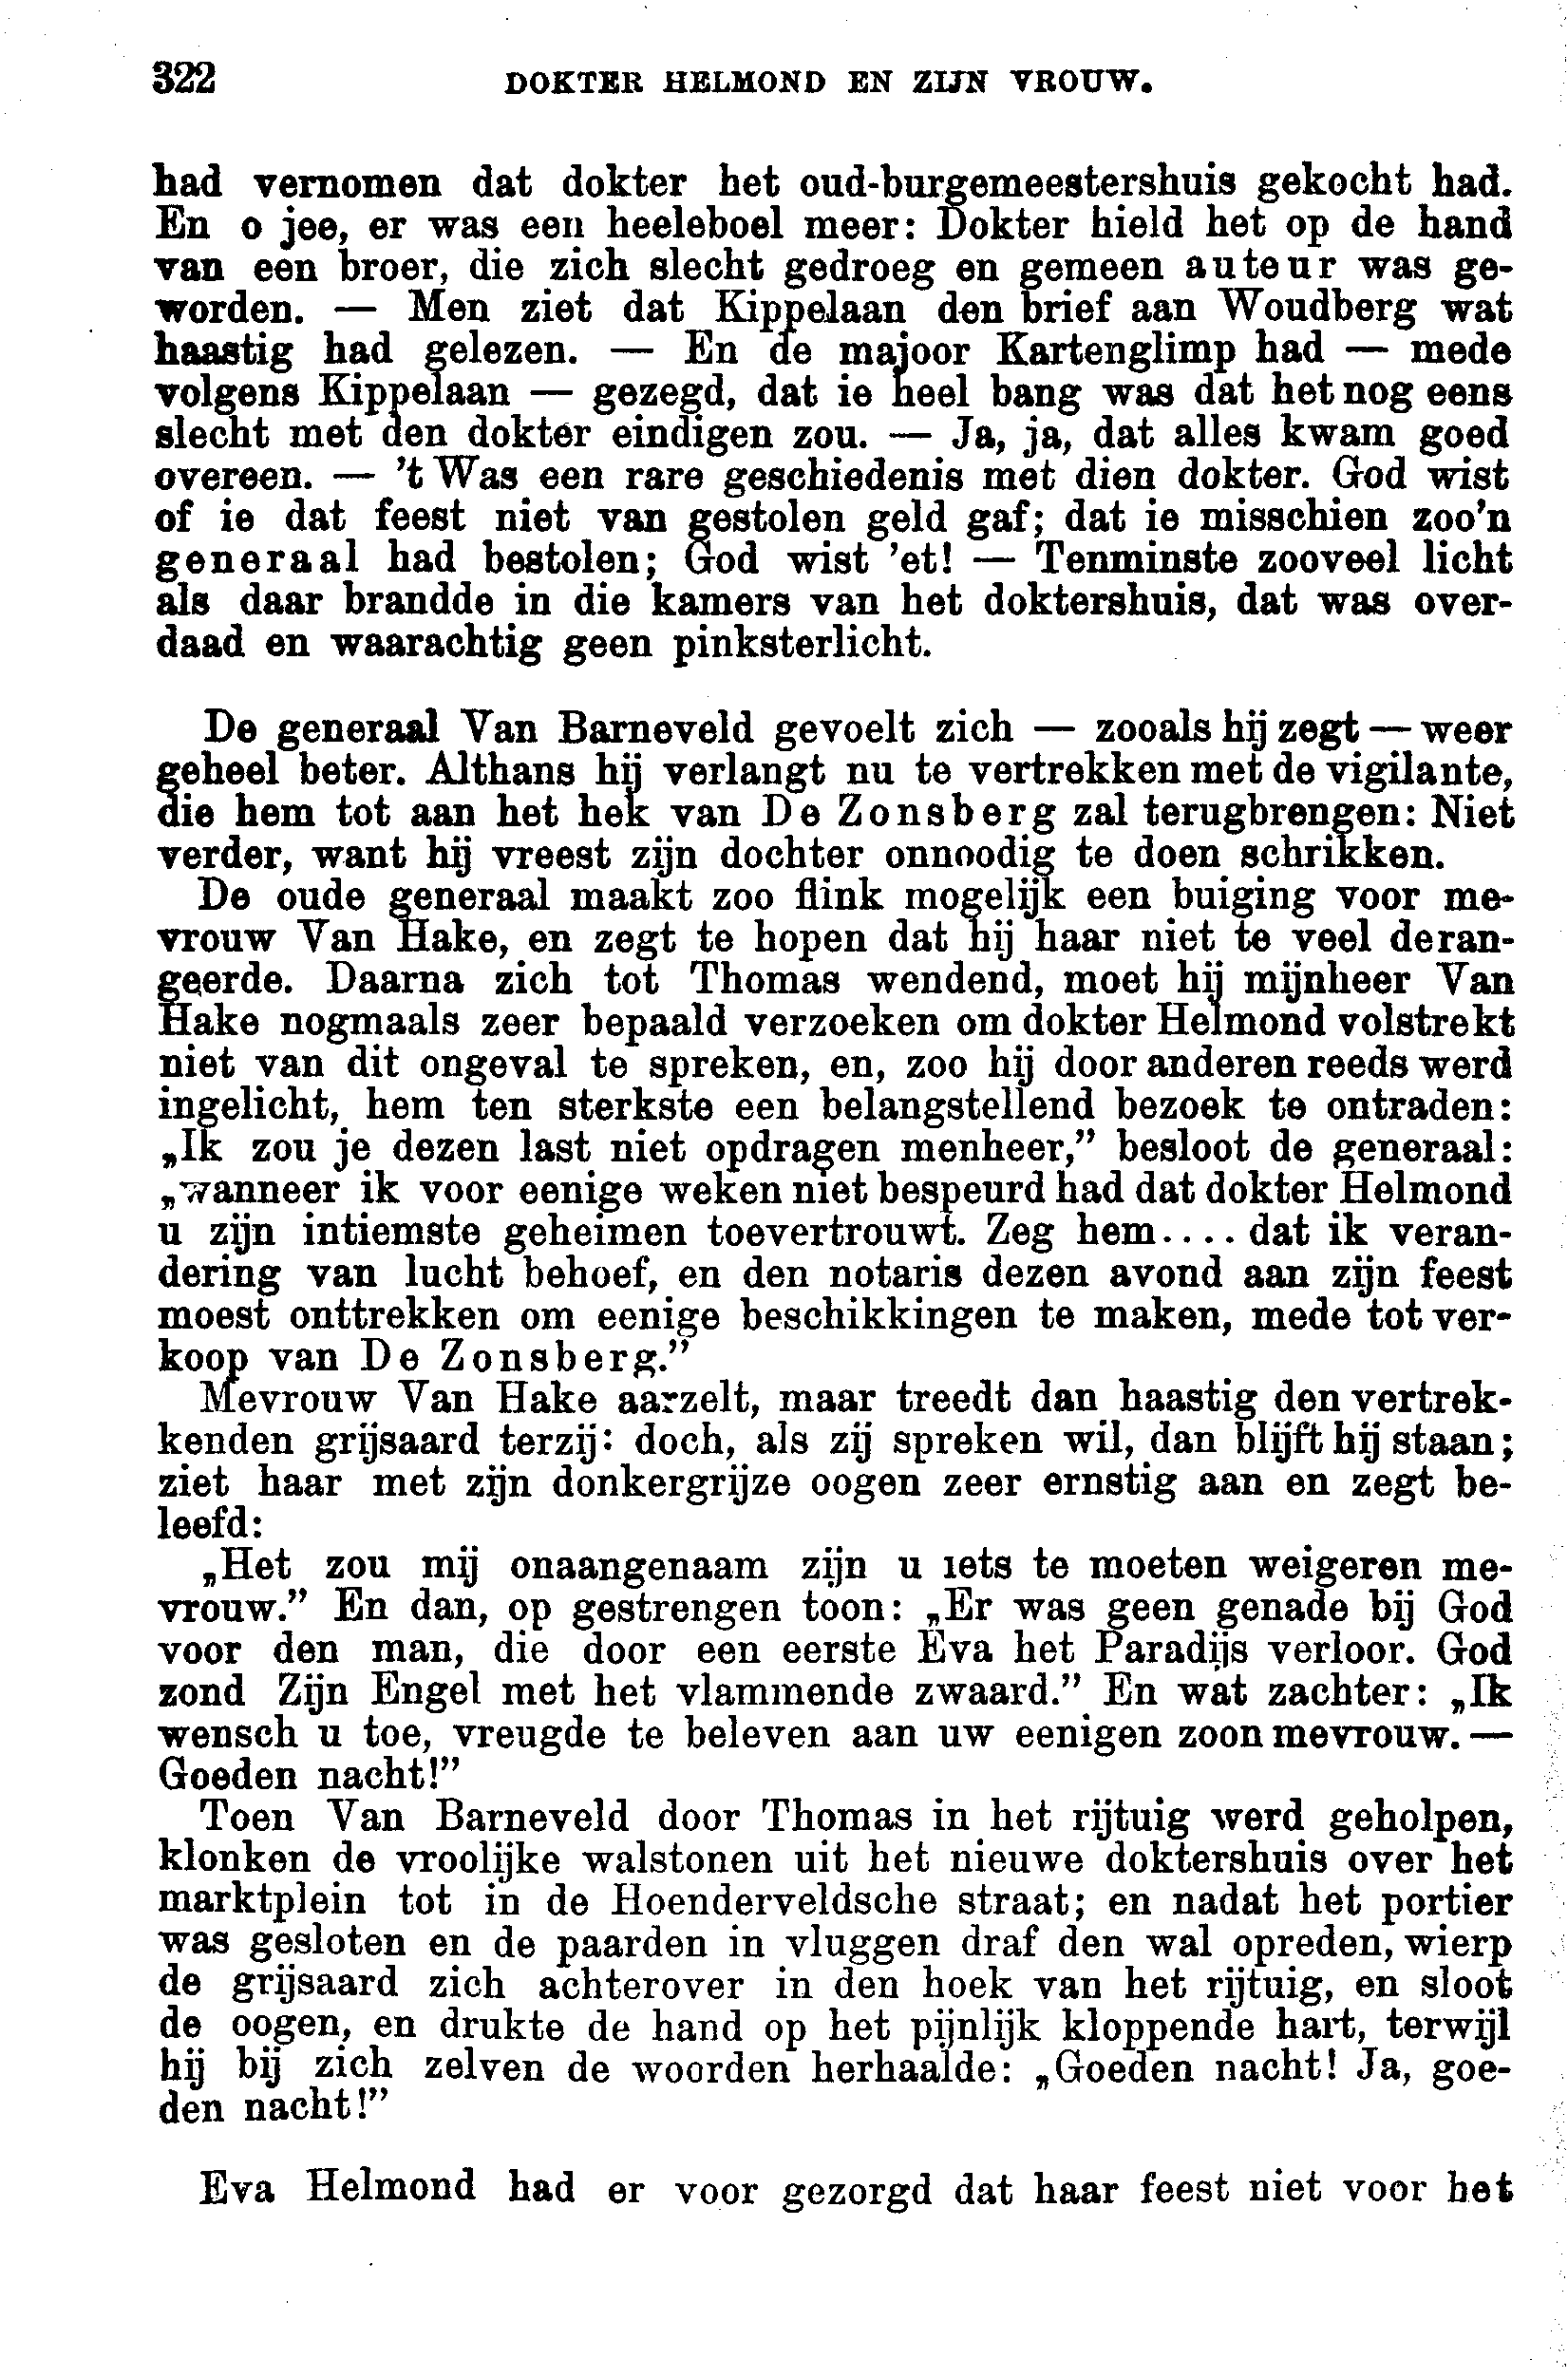 322 DOKTER HELMOND EN ZIJN VROUW.
had vernomen dat dokter het oud-burgemeestershuis gekocht had.
En o jee, er was een heeleboel meer: Dokter hield het op de hand
van een broer, die zich slecht gedroeg en gemeen auteur was ge-
worden. — Men ziet dat Kippelaan den brief aan Woudberg wat
haastig had gelezen. — En de majoor Kartenglimp had — mede
volgens Kippelaan — gezegd, dat ie heel bang was dat het nog eens
slecht met den dokter eindigen zou. — Ja, ja, dat alles kwam goed
overeen. — 't Was een rare geschiedenis met dien dokter. God wist
of ie dat feest niet van gestolen geld gaf; dat ie misschien zoo'n
generaal had bestolen; God wist 'et! — Tenminste zooveel licht
als daar brandde in die kamers van het doktershuis, dat was over-
daad en waarachtig geen pinksterlicht.
De generaal Van Barneveld gevoelt zich — zooals hij zegt — weer
geheel beter. Althans hij verlangt nu te vertrekken met de vigilante,
die hem tot aan het hek van De Zonsberg zal terugbrengen: Niet
verder, want hij vreest zijn dochter onnoodig te doen schrikken.
De oude generaal maakt zoo flink mogelijk een buiging voor me-
vrouw Van Hake, en zegt te hopen dat hij haar niet te veel deran-
geerde. Daarna zich tot Thomas wendend, moet hij mijnheer Van
Hake nogmaals zeer bepaald verzoeken om dokter Helmond volstrekt
niet van dit ongeval te spreken, en, zoo hij door anderen reeds werd
ingelicht, hem ten sterkste een belangstellend bezoek te ontraden:
„Ik zou je dezen last niet opdragen menheer,” besloot de generaal:
„wanneer ik voor eenige weken niet bespeurd had dat dokter Helmond
u zijn intiemste geheimen toevertrouwt. Zeg hem.... dat ik veran-
dering van lucht behoef, en den notaris dezen avond aan zijn feest
moest onttrekken om eenige beschikkingen te maken, mede tot ver-
koop van De Zonsberg.”
Mevrouw Van Hake aarzelt, maar treedt dan haastig den vertrek-
kenden grijsaard terzij: doch, als zij spreken wil, dan blijft hij staan;
ziet haar met zijn donkergrijze oogen zeer ernstig aan en zegt be-
leefd:
„Het zou mij onaangenaam zijn u iets te moeten weigeren me-
vrouw.” En dan, op gestrengen toon: „Er was geen genade bij God
voor den man, die door een eerste Eva het Paradijs verloor. God
zond Zijn Engel met het vlammende zwaard.” En wat zachter: „Ik
wensch u toe, vreugde te beleven aan uw eenigen zoon mevrouw. —
Goeden nacht!”
Toen Van Barneveld door Thomas in het rijtuig werd geholpen,
klonken de vroolijke walstonen uit het nieuwe doktershuis over het
marktplein tot in de Hoenderveldsche straat; en nadat het portier
was gesloten en de paarden in vluggen draf den wal opreden, wierp
de grijsaard zich achterover in den hoek van het rijtuig, en sloot
de oogen, en drukte de hand op het pijnlijk kloppende hart, terwijl
hij bij zich zelven de woorden herhaalde: „Goeden nacht! Ja, goe-
den nacht!”
Eva Helmond had er voor gezorgd dat haar feest niet voor het